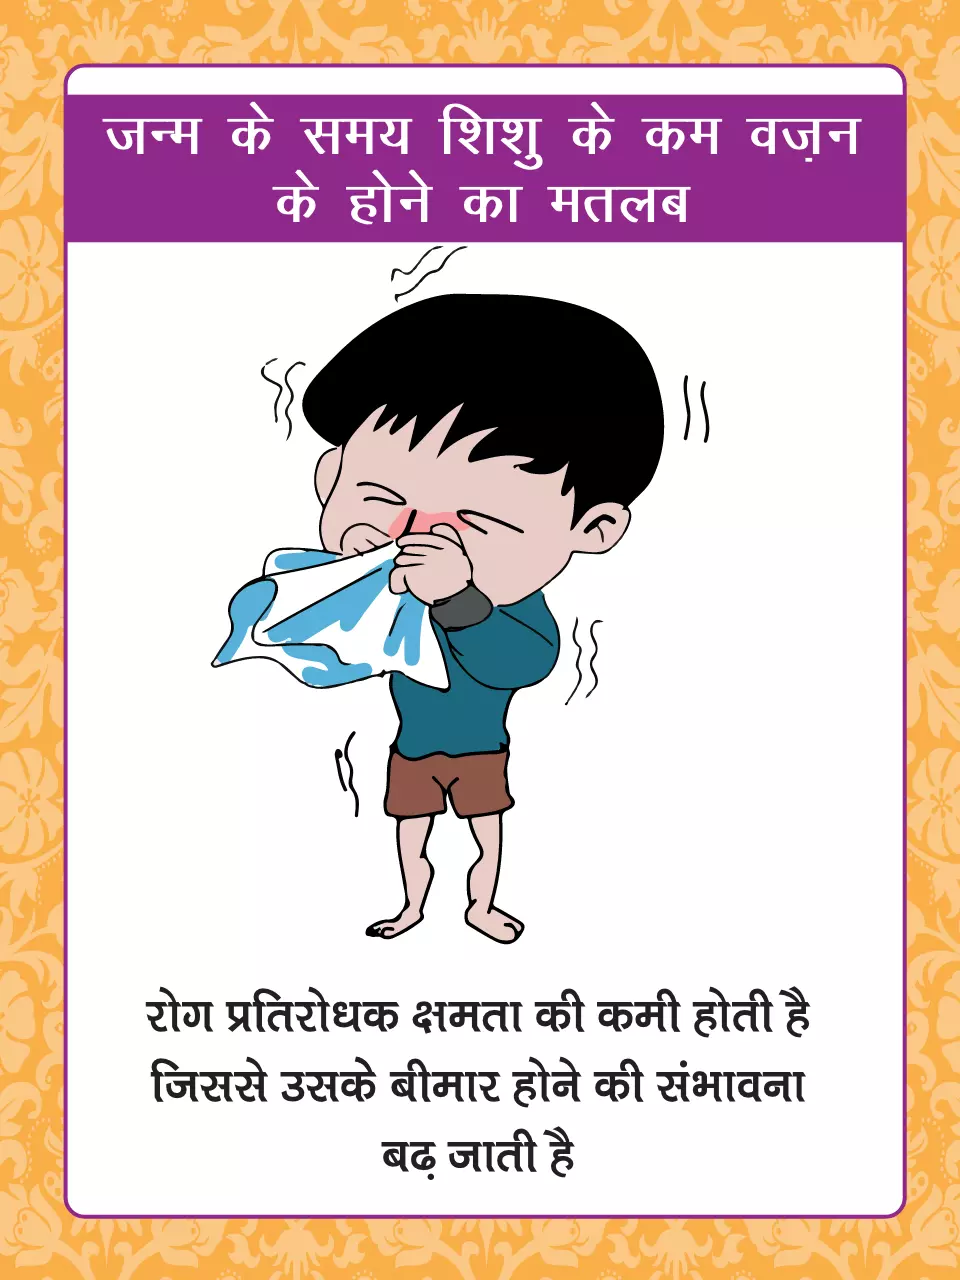 जन्म के समय शिशु के कम वज़न
के होने का मतलब
रोग प्रतिरोधक क्षमता की कमी होती है
जिससे उसके बीमार होने की संभावना
बढ़ जाती है